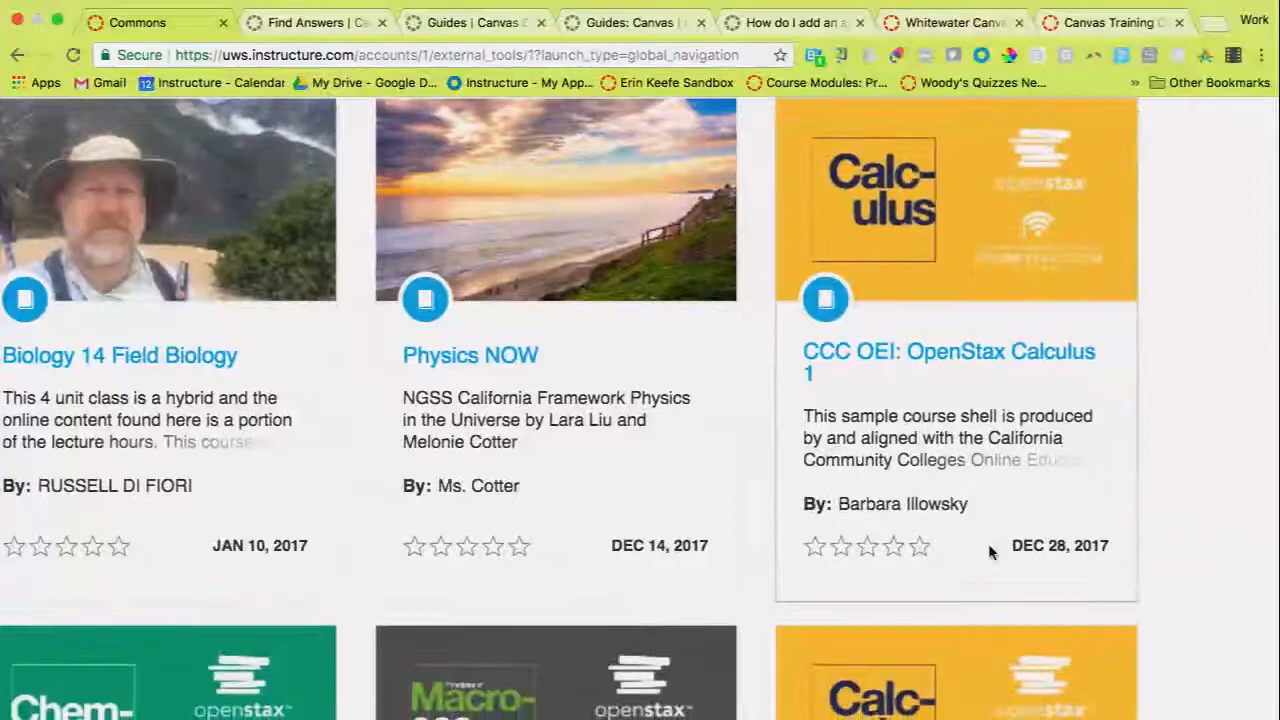 Commons
Find Answers | Ca
Guides | Canvas
Guides: Canvas |
How do I add an a
Whitewater Canva
Canvas Training
Work
Secure
https://uws.instructure.com/accounts/1/external_tools/1?launch_type=global_navigation
Apps
Gmail
12
Instructure - Calendar
My Drive - Google D...
Instructure - My App...
Erin Keefe Sandbox
Course Modules: Pr...
Woody's Quizzes Ne...
»
Other Bookmarks
Calc-
ulus
openstax
Biology 14 Field Biology
This 4 unit class is a hybrid and the
online content found here is a portion
of the lecture hours. This course
By: RUSSELL DI FIORI
JAN 10, 2017
Physics NOW
NGSS California Framework Physics
in the Universe by Lara Liu and
Melonie Cotter
By: Ms. Cotter
DEC 14, 2017
CCC OEI: OpenStax Calculus
1
This sample course shell is produced
by and aligned with the California
Community Colleges Online Educ
By: Barbara Illowsky
DEC 28, 2017
Chem-
openstax™
Macro-
openstax™
Calc-
openstax